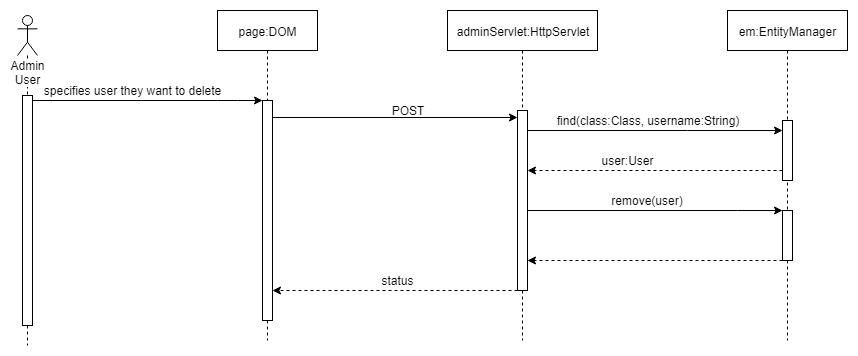 page:DOM
adminServlet:HttpServlet
em:EntityManager
Admin
User
specifies user they want to delete
POST
find(class:Class, username:String)
user:User
remove(user)
status